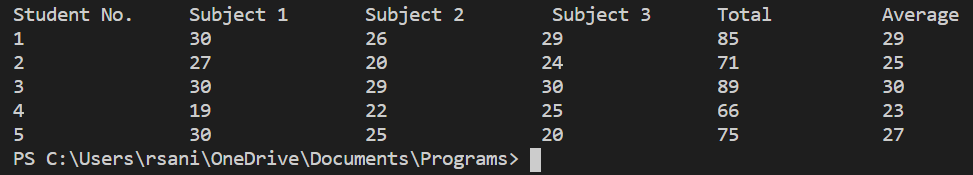 Student No. Subject 1 Subject 2 Subject 3 Total Average
1 30 26 29 85 29
2 27 20 24 71 25
3 30 29 30 89 30
4 19 22 25 66 23
5 30 25 20 75 27
PS C:\Users\rsani\OneDrive\Documents\Programs>